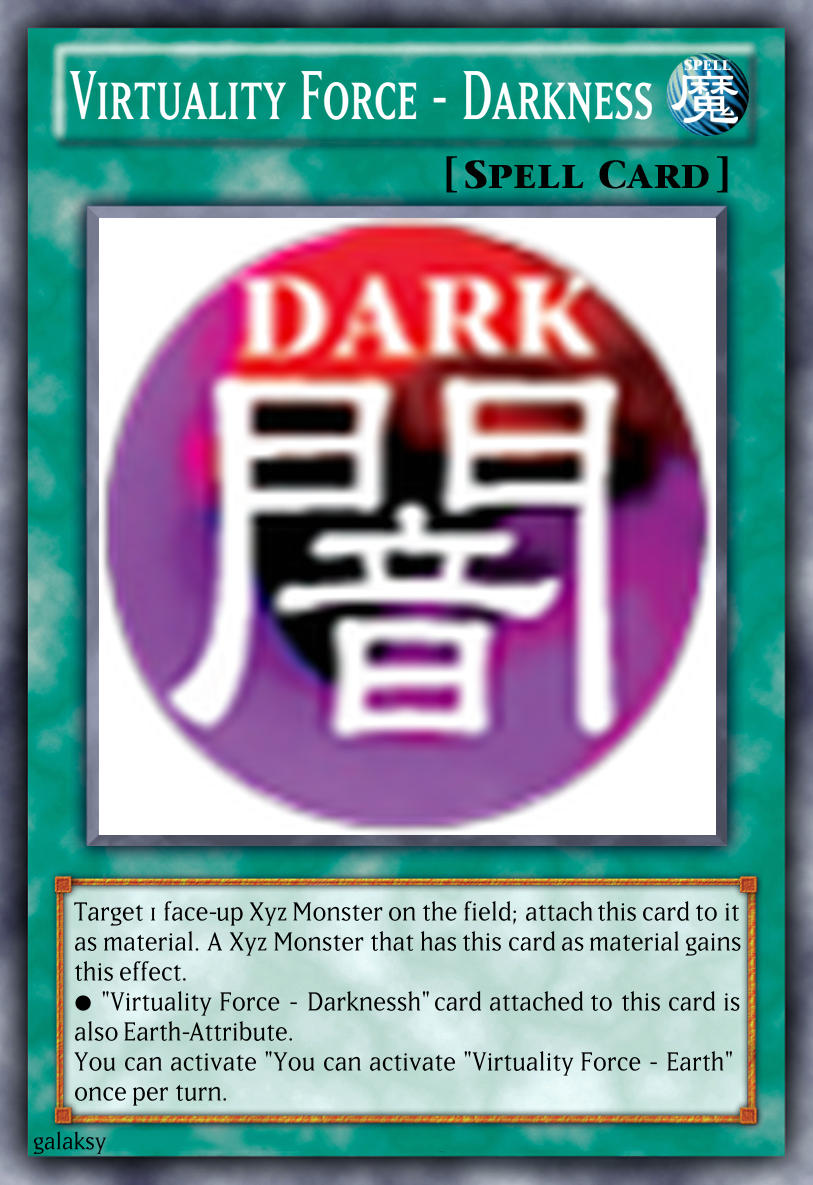 Virtuality Force - Darkness
SPELL
魔
[Spell Card]
DARK
闇
Target 1 face-up Xyz Monster on the field; attach this card to it
as material. A Xyz Monster that has this card as material gains
this effect.
● "Virtuality Force - Darknessh" card attached to this card is
also Earth-Attribute.
You can activate "You can activate "Virtuality Force - Earth"
once per turn.
galaksy